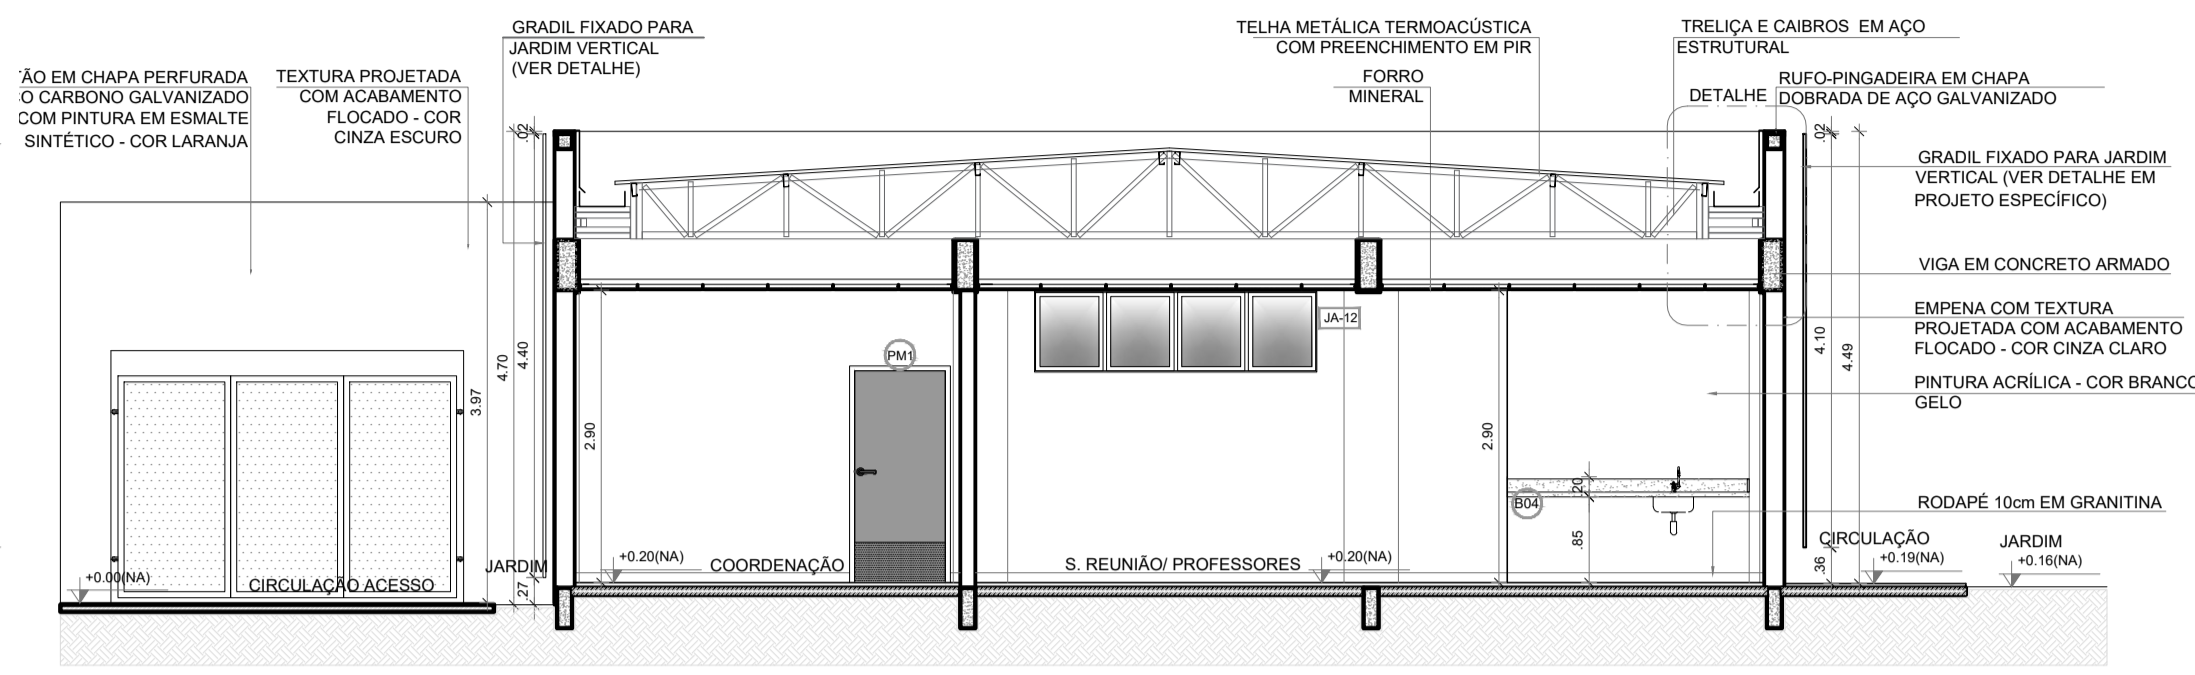 GRADIL FIXADO PARA
JARDIM VERTICAL
(VER DETALHE)
TELHA METÁLICA TERMOACÚSTICA
COM PREENCHIMENTO EM PIR
TRELIÇA E CAIBROS EM AÇO
ESTRUTURAL
ÃO EM CHAPA PERFURADA
O CARBONO GALVANIZADO
COM PINTURA EM ESMALTE
SINTÉTICO - COR LARANJA
TEXTURA PROJETADA
COM ACABAMENTO
FLOCADO - COR
CINZA ESCURO
FORRO
MINERAL
DETALHE
RUFO-PINGADEIRA EM CHAPA
DOBRADA DE AÇO GALVANIZADO
.02
.02
GRADIL FIXADO PARA JARDIM
VERTICAL (VER DETALHE EM
PROJETO ESPECÍFICO)
VIGA EM CONCRETO ARMADO
EMPENA COM TEXTURA
PROJETADA COM ACABAMENTO
FLOCADO - COR CINZA CLARO
PINTURA ACRÍLICA - COR BRANCO
GELO
JA-12
PM1
3.97
4.70
4.40
2.90
2.90
4.10
4.49
.20
B04
.85
RODAPÉ 10cm EM GRANITINA
CIRCULAÇÃO
+0.19(NA)
JARDIM
+0.16(NA)
.36
+0.00(NA)
CIRCULAÇÃO ACESSO
JARDIM
.27
+0.20(NA)
COORDENAÇÃO
S. REUNIÃO/ PROFESSORES
+0.20(NA)